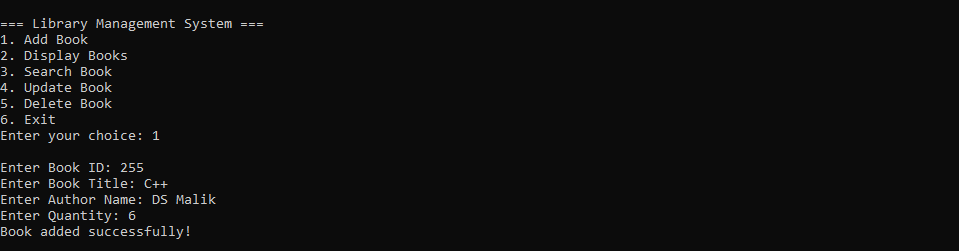 === Library Management System ===
1. Add Book
2. Display Books
3. Search Book
4. Update Book
5. Delete Book
6. Exit
Enter your choice: 1
Enter Book ID: 255
Enter Book Title: C++
Enter Author Name: DS Malik
Enter Quantity: 6
Book added successfully!